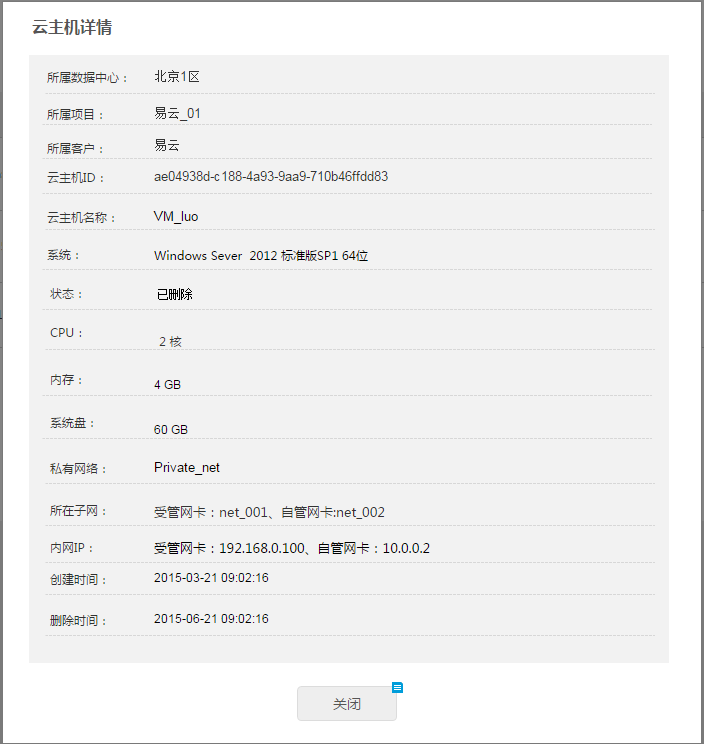 云主机详情
所属数据中心： 北京1区
所属项目： 易云_01
所属客户： 易云
云主机ID： ae04938d-c188-4a93-9aa9-710b46ffdd83
云主机名称： VM_luo
系统： Windows Sever 2012 标准版SP1 64位
状态： 已删除
CPU： 2 核
内存： 4 GB
系统盘： 60 GB
私有网络： Private_net
所在子网： 受管网卡：net_001、自管网卡:net_002
内网IP： 受管网卡：192.168.0.100、自管网卡：10.0.0.2
创建时间： 2015-03-21 09:02:16
删除时间： 2015-06-21 09:02:16
关闭